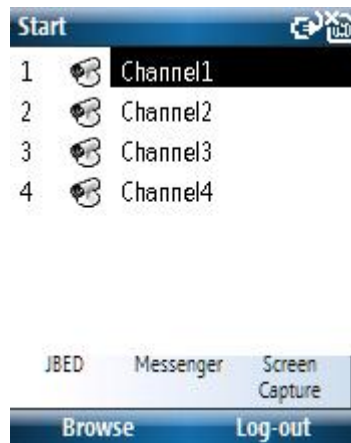 Start
1 Channel1
2 Channel2
3 Channel3
4 Channel4
JBED Messenger Screen
Capture
Browse Log-out